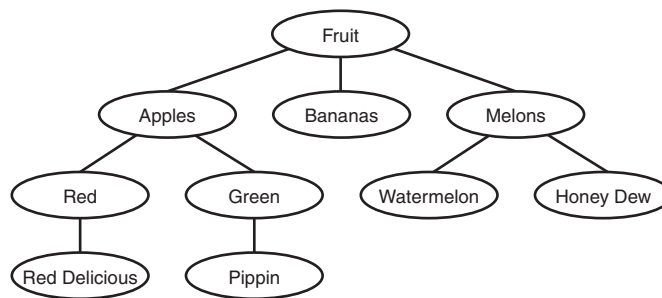 Fruit
Apples
Bananas
Melons
Red
Green
Watermelon
Honey Dew
Red Delicious
Pippin